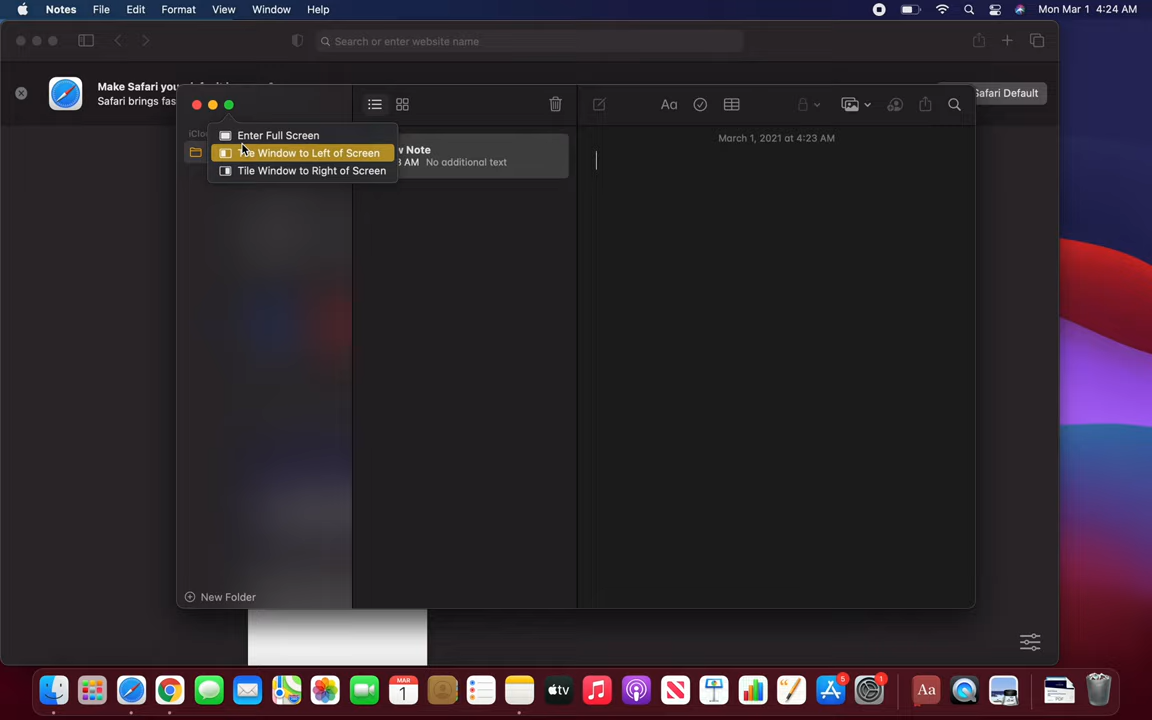 Notes File Edit Format View Window Help Mon Mar 1 4:24 AM
Search or enter website name
Make Safari you
Safari brings fas
Safari Default
Enter Full Screen
Window to Left of Screen
Tile Window to Right of Screen
Note
AM No additional text
Aa
March 1, 2021 at 4:23 AM
New Folder
MAR
1
tv
5
1
Aa